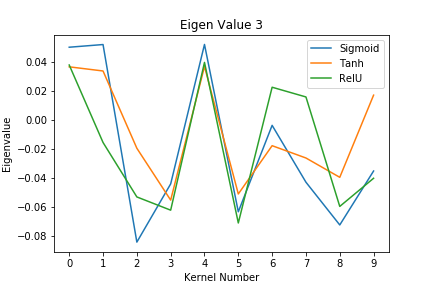 Eigen Value 3
Sigmoid
Tanh
RelU
Eigenvalue
0.04
0.02
0.00
−0.02
−0.04
−0.06
−0.08
0 1 2 3 4 5 6 7 8 9
Kernel Number